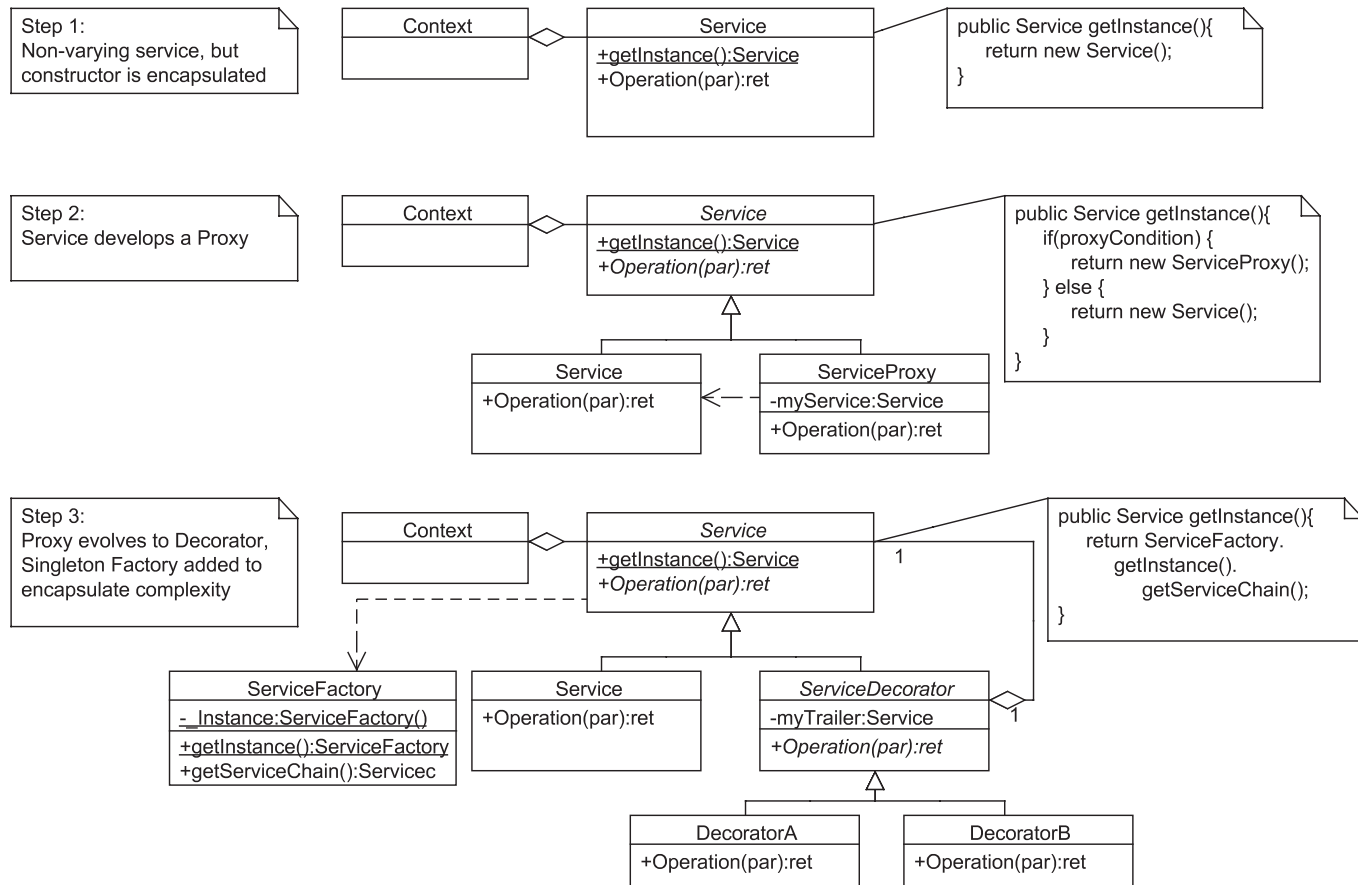 Step 1:
Non-varying service, but
constructor is encapsulated
Context
Service
+getInstance():Service
+Operation(par):ret
public Service getInstance(){
return new Service();
}
Step 2:
Service develops a Proxy
Context
Service
+getInstance():Service
+Operation(par):ret
public Service getInstance(){
if(proxyCondition) {
return new ServiceProxy();
} else {
return new Service();
}
}
Service
+Operation(par):ret
ServiceProxy
-myService:Service
+Operation(par):ret
Step 3:
Proxy evolves to Decorator,
Singleton Factory added to
encapsulate complexity
Context
Service
+getInstance():Service
+Operation(par):ret
1
public Service getInstance(){
return ServiceFactory.
getInstance().
getServiceChain();
}
ServiceFactory
-_Instance:ServiceFactory()
+getInstance():ServiceFactory
+getServiceChain():Servicec
Service
+Operation(par):ret
ServiceDecorator
-myTrailer:Service
+Operation(par):ret
1
DecoratorA
+Operation(par):ret
DecoratorB
+Operation(par):ret